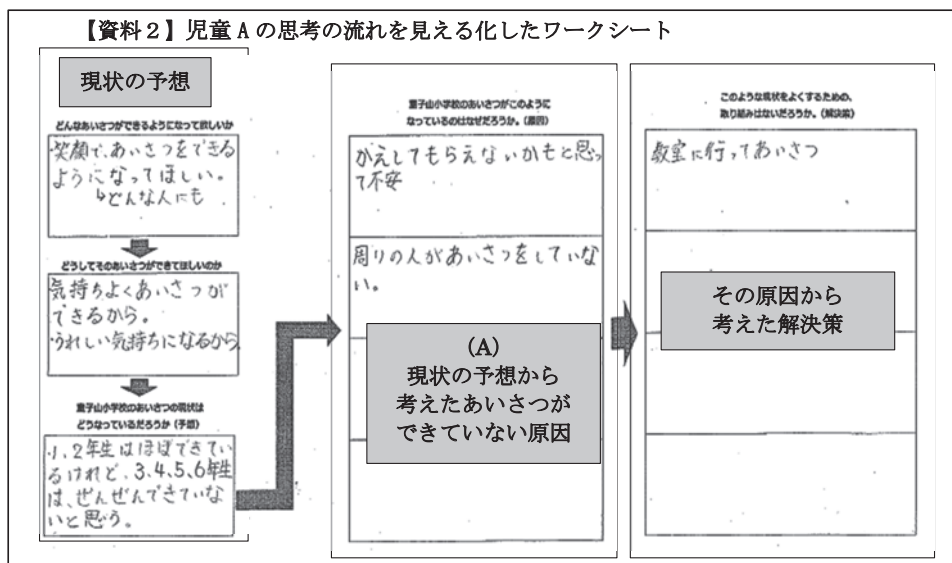 【資料２】児童Aの思考の流れを見える化したワークシート
現状の予想
どんなあいさつができるようになって欲しいか
・笑顔で、あいさつをできる
ようになってほしい。
↳どんな人にも
どうしてそのあいさつができてほしいのか
気持ちよくあいさつが
できるから。
・うれしい気持ちになるから
童子山小学校のあいさつの現状は
どうなっているだろうか（予想）
1、2年生はほぼできてい
るけれど、3、4、5、6年生
は、ぜんぜんできていな
いと思う。
童子山小学校のあいさつがこのように
なっているのはなぜだろうか。（原因）
かえしてもらえないかもと思っ
て不安
周りの人があいさつをしていな
い。
(A)
現状の予想から
考えたあいさつが
できていない原因
このような現状をよくするための、
取り組みはないだろうか。（解決策）
教室に行ってあいさつ
その原因から
考えた解決策